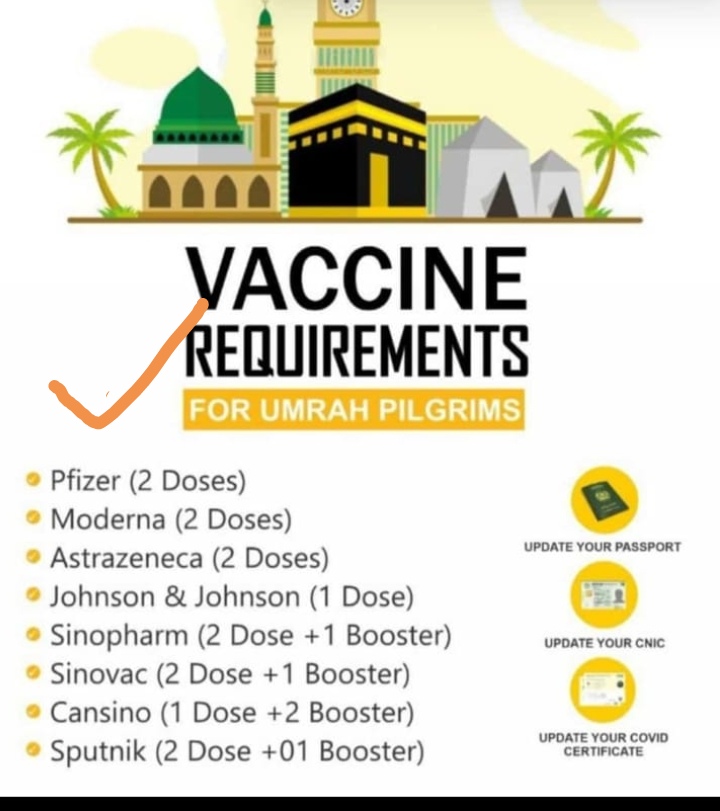 VACCINE
REQUIREMENTS
FOR UMRAH PILGRIMS
Pfizer (2 Doses)
Moderna (2 Doses)
Astrazeneca (2 Doses)
Johnson & Johnson (1 Dose)
Sinopharm (2 Dose +1 Booster)
Sinovac (2 Dose +1 Booster)
Cansino (1 Dose +2 Booster)
Sputnik (2 Dose +01 Booster)
UPDATE YOUR PASSPORT
UPDATE YOUR CNIC
UPDATE YOUR COVID
CERTIFICATE